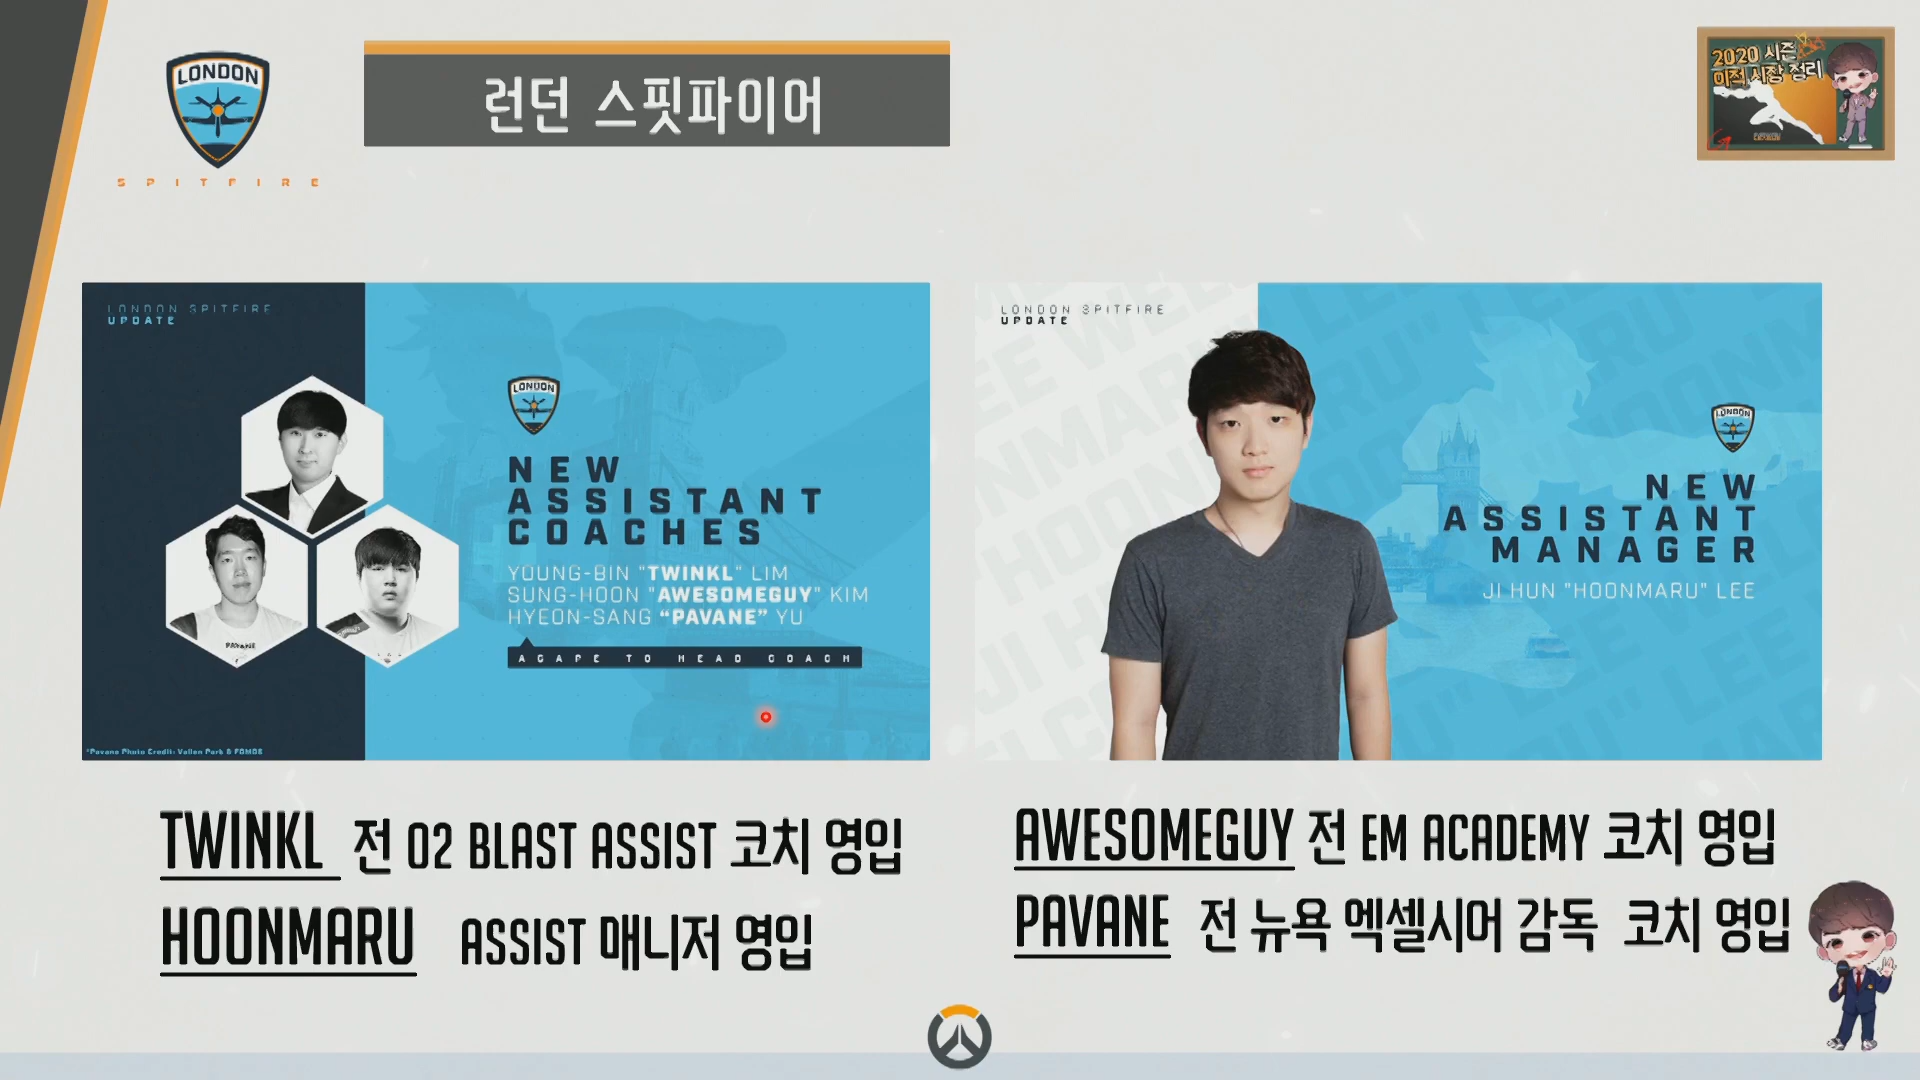 LONDON
SPITFIRE
런던 스핏파이어
2020 시즌
이적 시장 정리
LONDON SPITFIRE
UPDATE
LONDON
NEW
ASSISTANT
COACHES
YOUNG-BIN "TWINKL" LIM
SUNG-HOON "AWESOMEGUY" KIM
HYEON-SANG “PAVANE” YU
AGAPE TO HEAD COACH
*Pavane Photo Credit: Vollen Park & FOMOS
LONDON SPITFIRE
UPDATE
LONDON
NEW
ASSISTANT
MANAGER
JI HUN "HOONMARU" LEE
TWINKL 전 O2 BLAST ASSIST 코치 영입
HOONMARU ASSIST 매니저 영입
AWESOMEGUY 전 EM ACADEMY 코치 영입
PAVANE 전 뉴욕 엑셀시어 감독 코치 영입